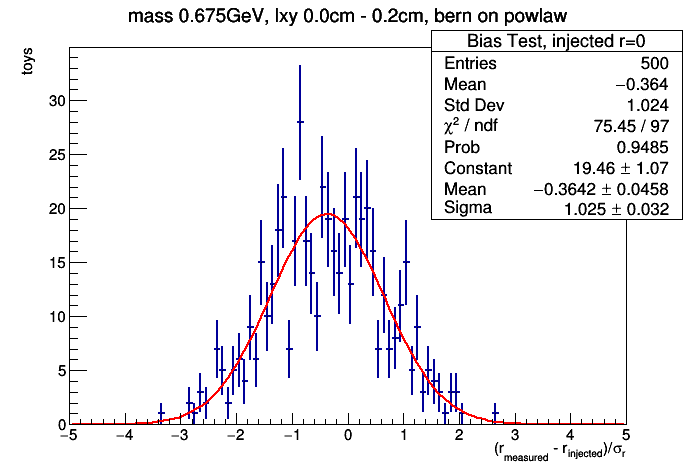 mass 0.675GeV, lxy 0.0cm - 0.2cm, bern on powlaw
Bias Test, injected r=0
Entries 500
Mean −0.364
Std Dev 1.024
χ² / ndf 75.45 / 97
Prob 0.9485
Constant 19.46 ± 1.07
Mean −0.3642 ± 0.0458
Sigma 1.025 ± 0.032
toys
30
25
20
15
10
5
0
−5 −4 −3 −2 −1 0 1 2 3 4 5
(r_measured - r_injected)/σ_r